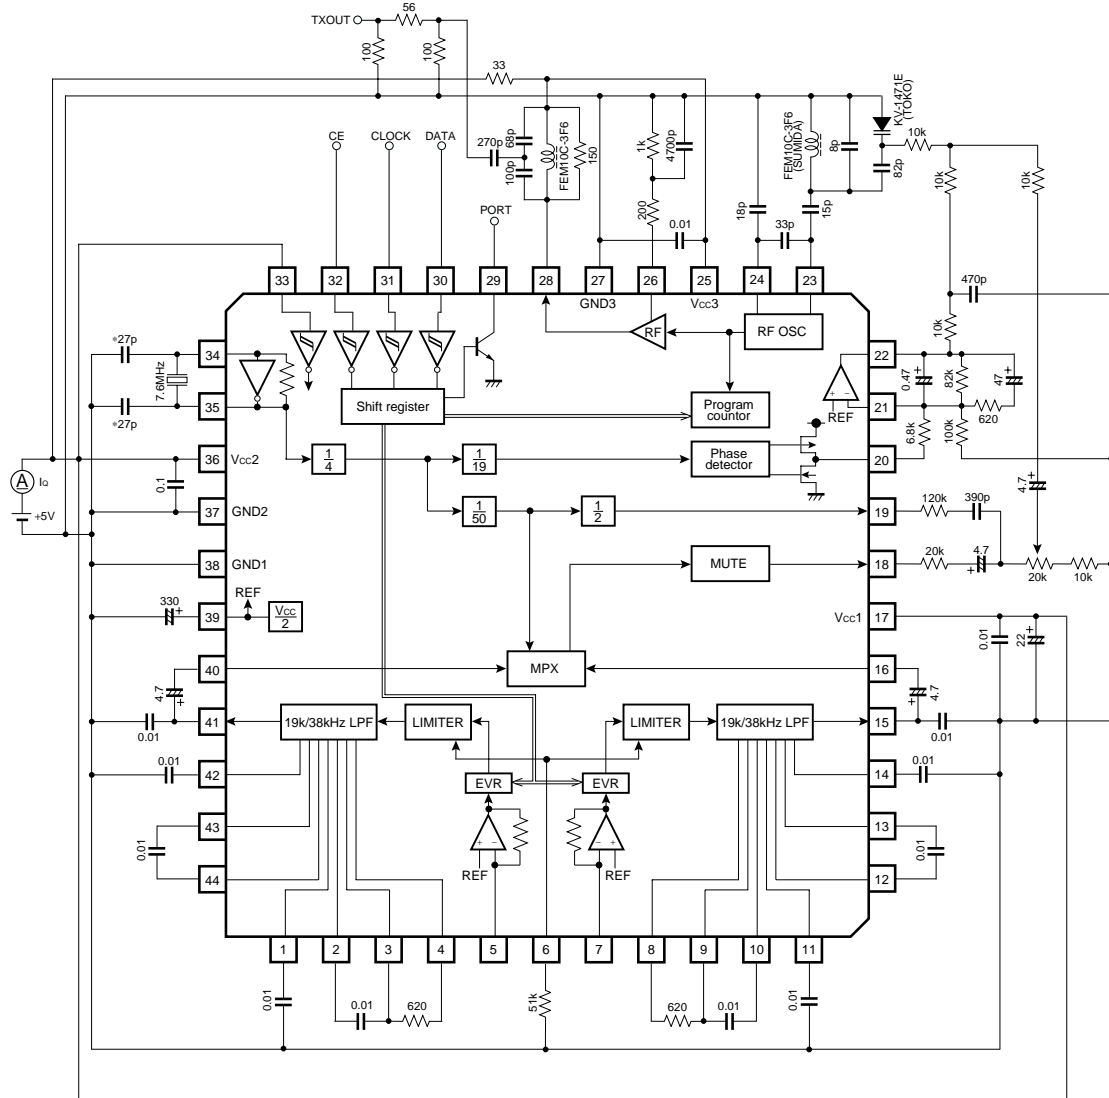 TXOUT
56
100
100
33
KV-1471E
(TOKO)
CE
CLOCK
DATA
270p
68p
100p
FEM10C-3F6
150
1k
4700p
FEM10C-3F6
(SUMIDA)
8p
82p
10k
10k
10k
PORT
200
0.01
18p
33p
15p
470p
33
32
31
30
29
28
27
26
25
24
23
GND3
VCC3
*27p
7.6MHz
*27p
34
35
RF
RF OSC
10k
22
0.47
+
82k
47
+
Shift register
Program
countor
+
−
REF
21
620
6.8k
100k
36
VCC2
1
4
1
19
Phase
detector
20
A
IQ
+5V
0.1
37
GND2
1
50
1
2
19
120k
390p
4.7
+
38
GND1
MUTE
18
20k
4.7
+
20k
10k
330
+
39
REF
VCC
2
VCC1
17
0.01
22
+
40
MPX
16
4.7
+
4.7
+
41
0.01
19k/38kHz LPF
LIMITER
LIMITER
19k/38kHz LPF
15
0.01
0.01
42
EVR
EVR
14
0.01
43
0.01
44
+
−
REF
−
+
REF
13
0.01
12
1
2
3
4
5
6
7
8
9
10
11
0.01
0.01
620
51k
620
0.01
0.01